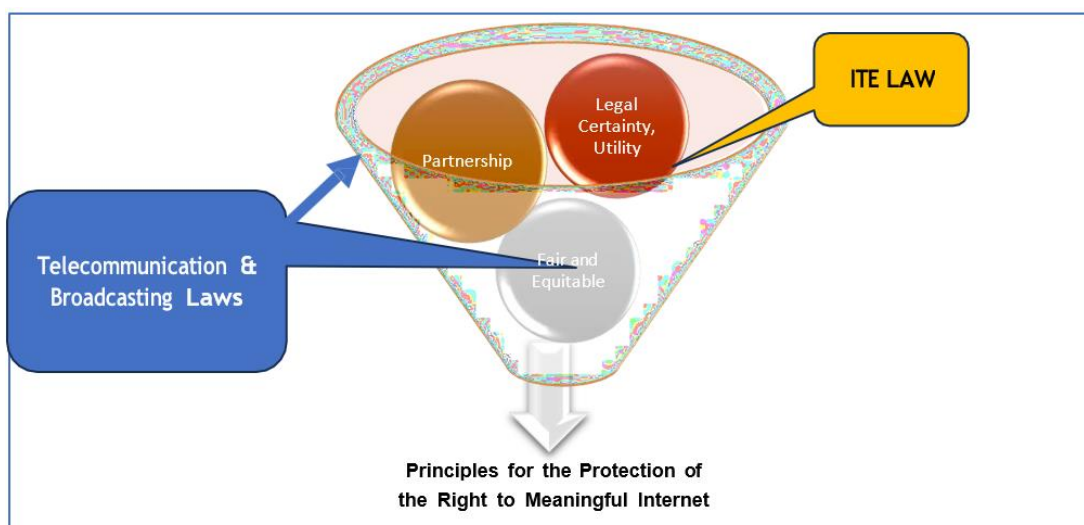 ITE LAW
Legal
Certainty,
Utility
Partnership
Telecommunication &
Broadcasting Laws
Fair and
Equitable
Principles for the Protection of
the Right to Meaningful Internet